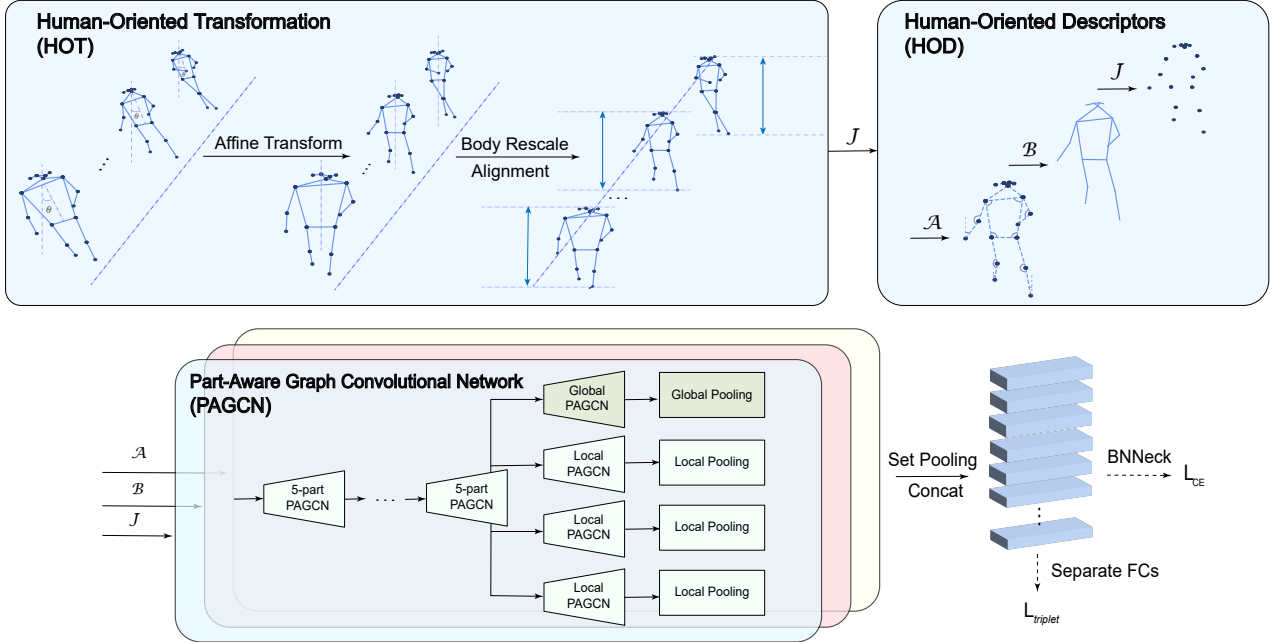 Human-Oriented Transformation
(HOT)
θ
θ
Affine Transform
Body Rescale
Alignment
J
Human-Oriented Descriptors
(HOD)
J
B
A
Part-Aware Graph Convolutional Network
(PAGCN)
A
B
J
5-part
PAGCN
...
5-part
PAGCN
Global
PAGCN
Global Pooling
Local
PAGCN
Local Pooling
Local
PAGCN
Local Pooling
Local
PAGCN
Local Pooling
Set Pooling
Concat
BNNeck
L_CE
Separate FCs
L_triplet